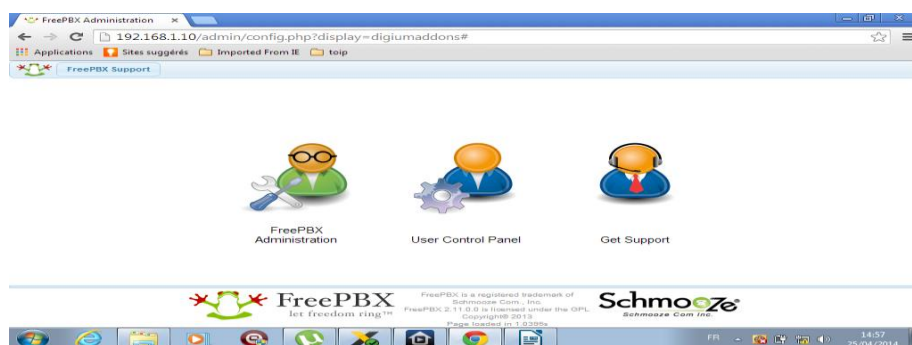 FreePBX Administration
192.168.1.10/admin/config.php?display=digiumaddons#
Applications Sites suggérés Imported From IE toip
FreePBX Support
FreePBX
Administration
User Control Panel
Get Support
FreePBX
let freedom ring™
FreePBX is a registered trademark of
Schmooze Com., Inc.
FreePBX 2.11.0.0 is licensed under the GPL
Copyright© 2013
Page loaded in 1.0386s
Schmooze
Schmooze Com Inc.
FR
14:57
25/04/2014